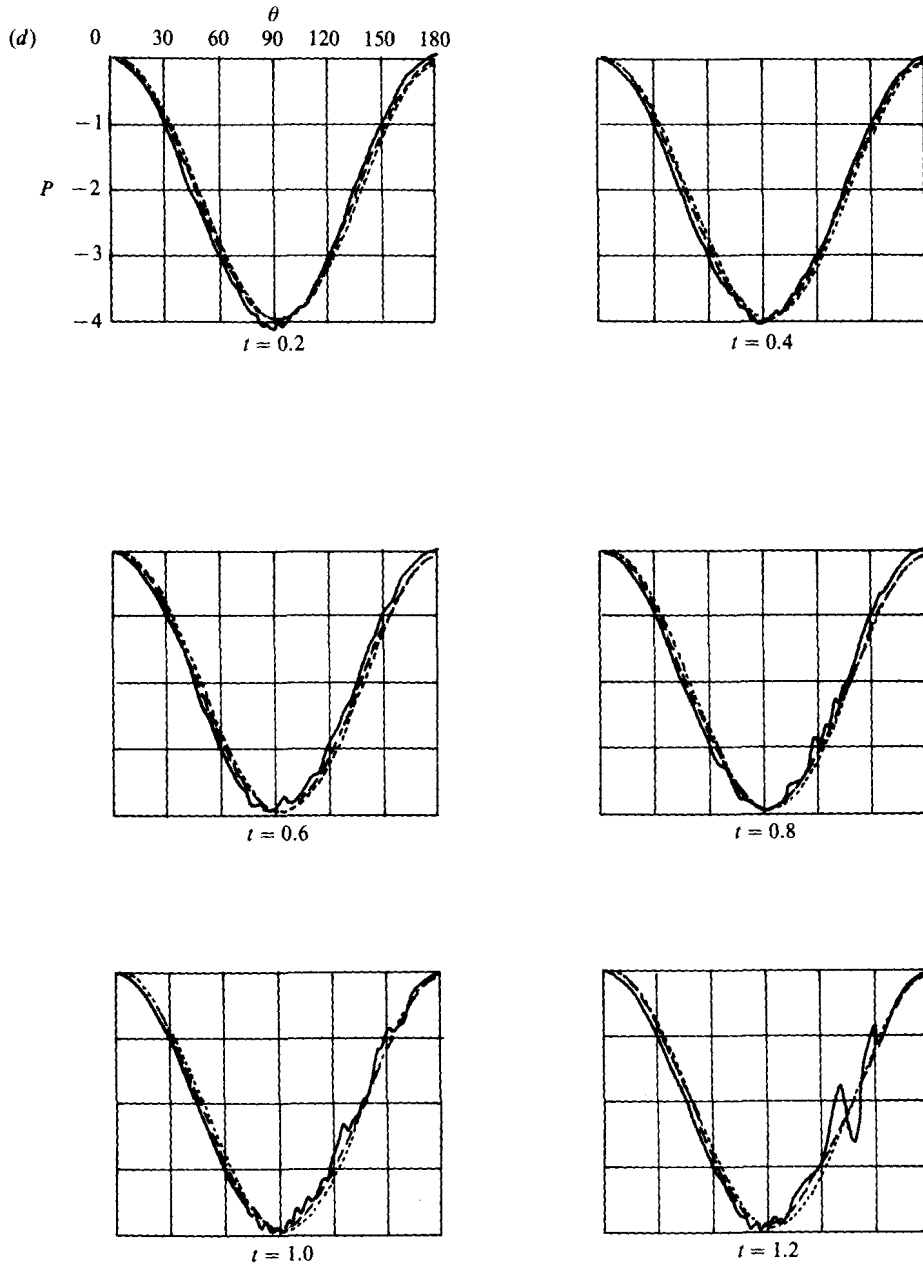 θ
(d) 0 30 60 90 120 150 180
−1
P −2
−3
−4
t = 0.2
t = 0.4
t = 0.6
t = 0.8
t = 1.0
t = 1.2